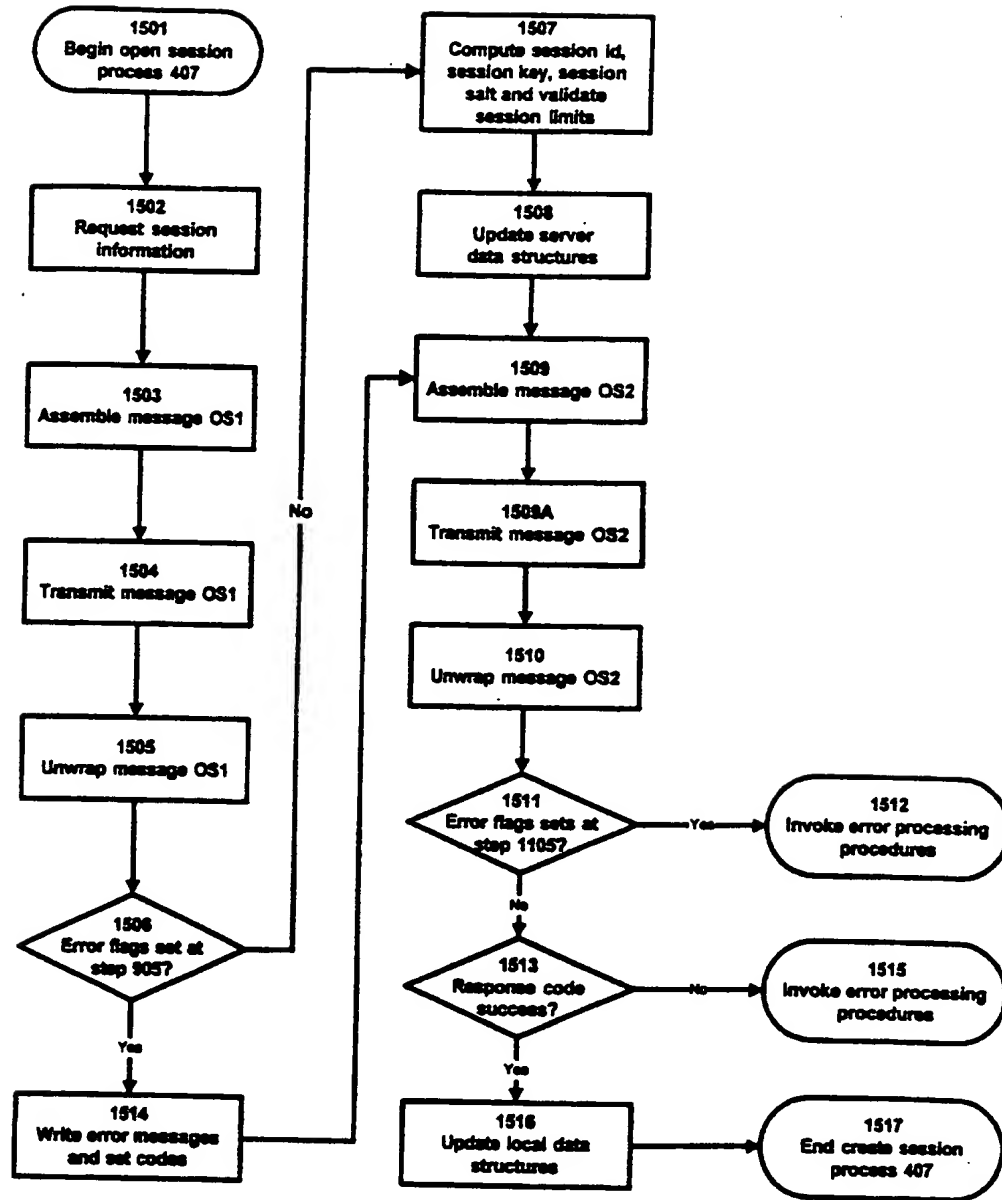 1501
Begin open session
process 407
1502
Request session
information
1503
Assemble message OS1
1504
Transmit message OS1
1505
Unwrap message OS1
1506
Error flags set at
step 905?
Yes
No
1514
Write error messages
and set codes
1507
Compute session id,
session key, session
salt and validate
session limits
1508
Update server
data structures
1509
Assemble message OS2
1509A
Transmit message OS2
1510
Unwrap message OS2
1511
Error flags sets at
step 1105?
Yes
1512
Invoke error processing
procedures
No
1513
Response code
success?
No
1515
Invoke error processing
procedures
Yes
1516
Update local data
structures
1517
End create session
process 407